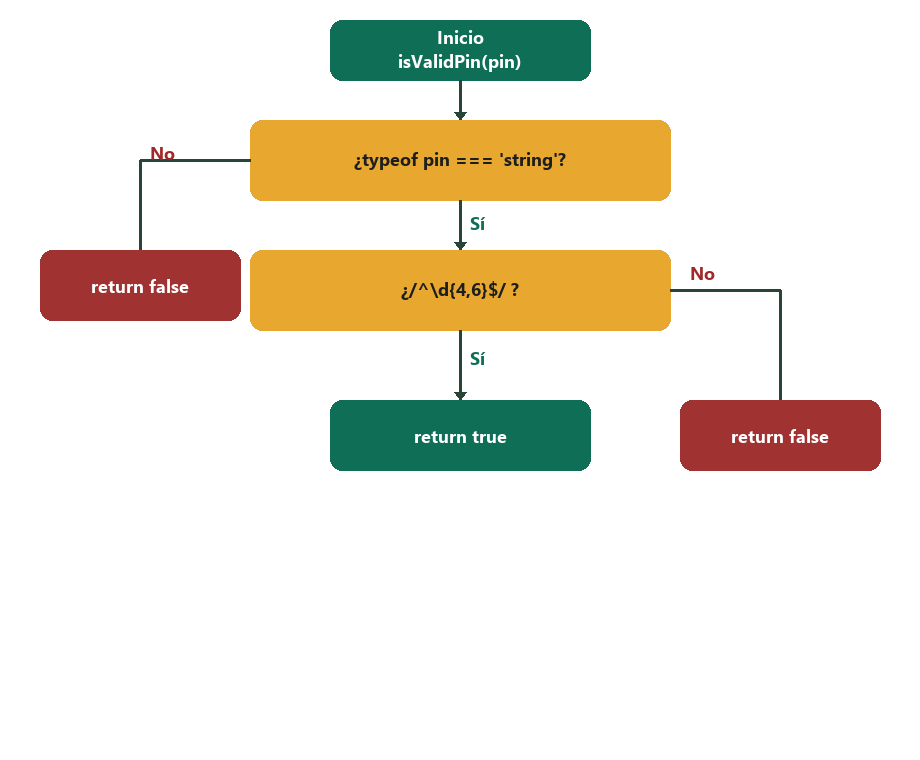 Inicio
isValidPin(pin)
¿typeof pin === 'string'?
No
Sí
return false
¿/^\d{4,6}$/ ?
No
Sí
return true
return false